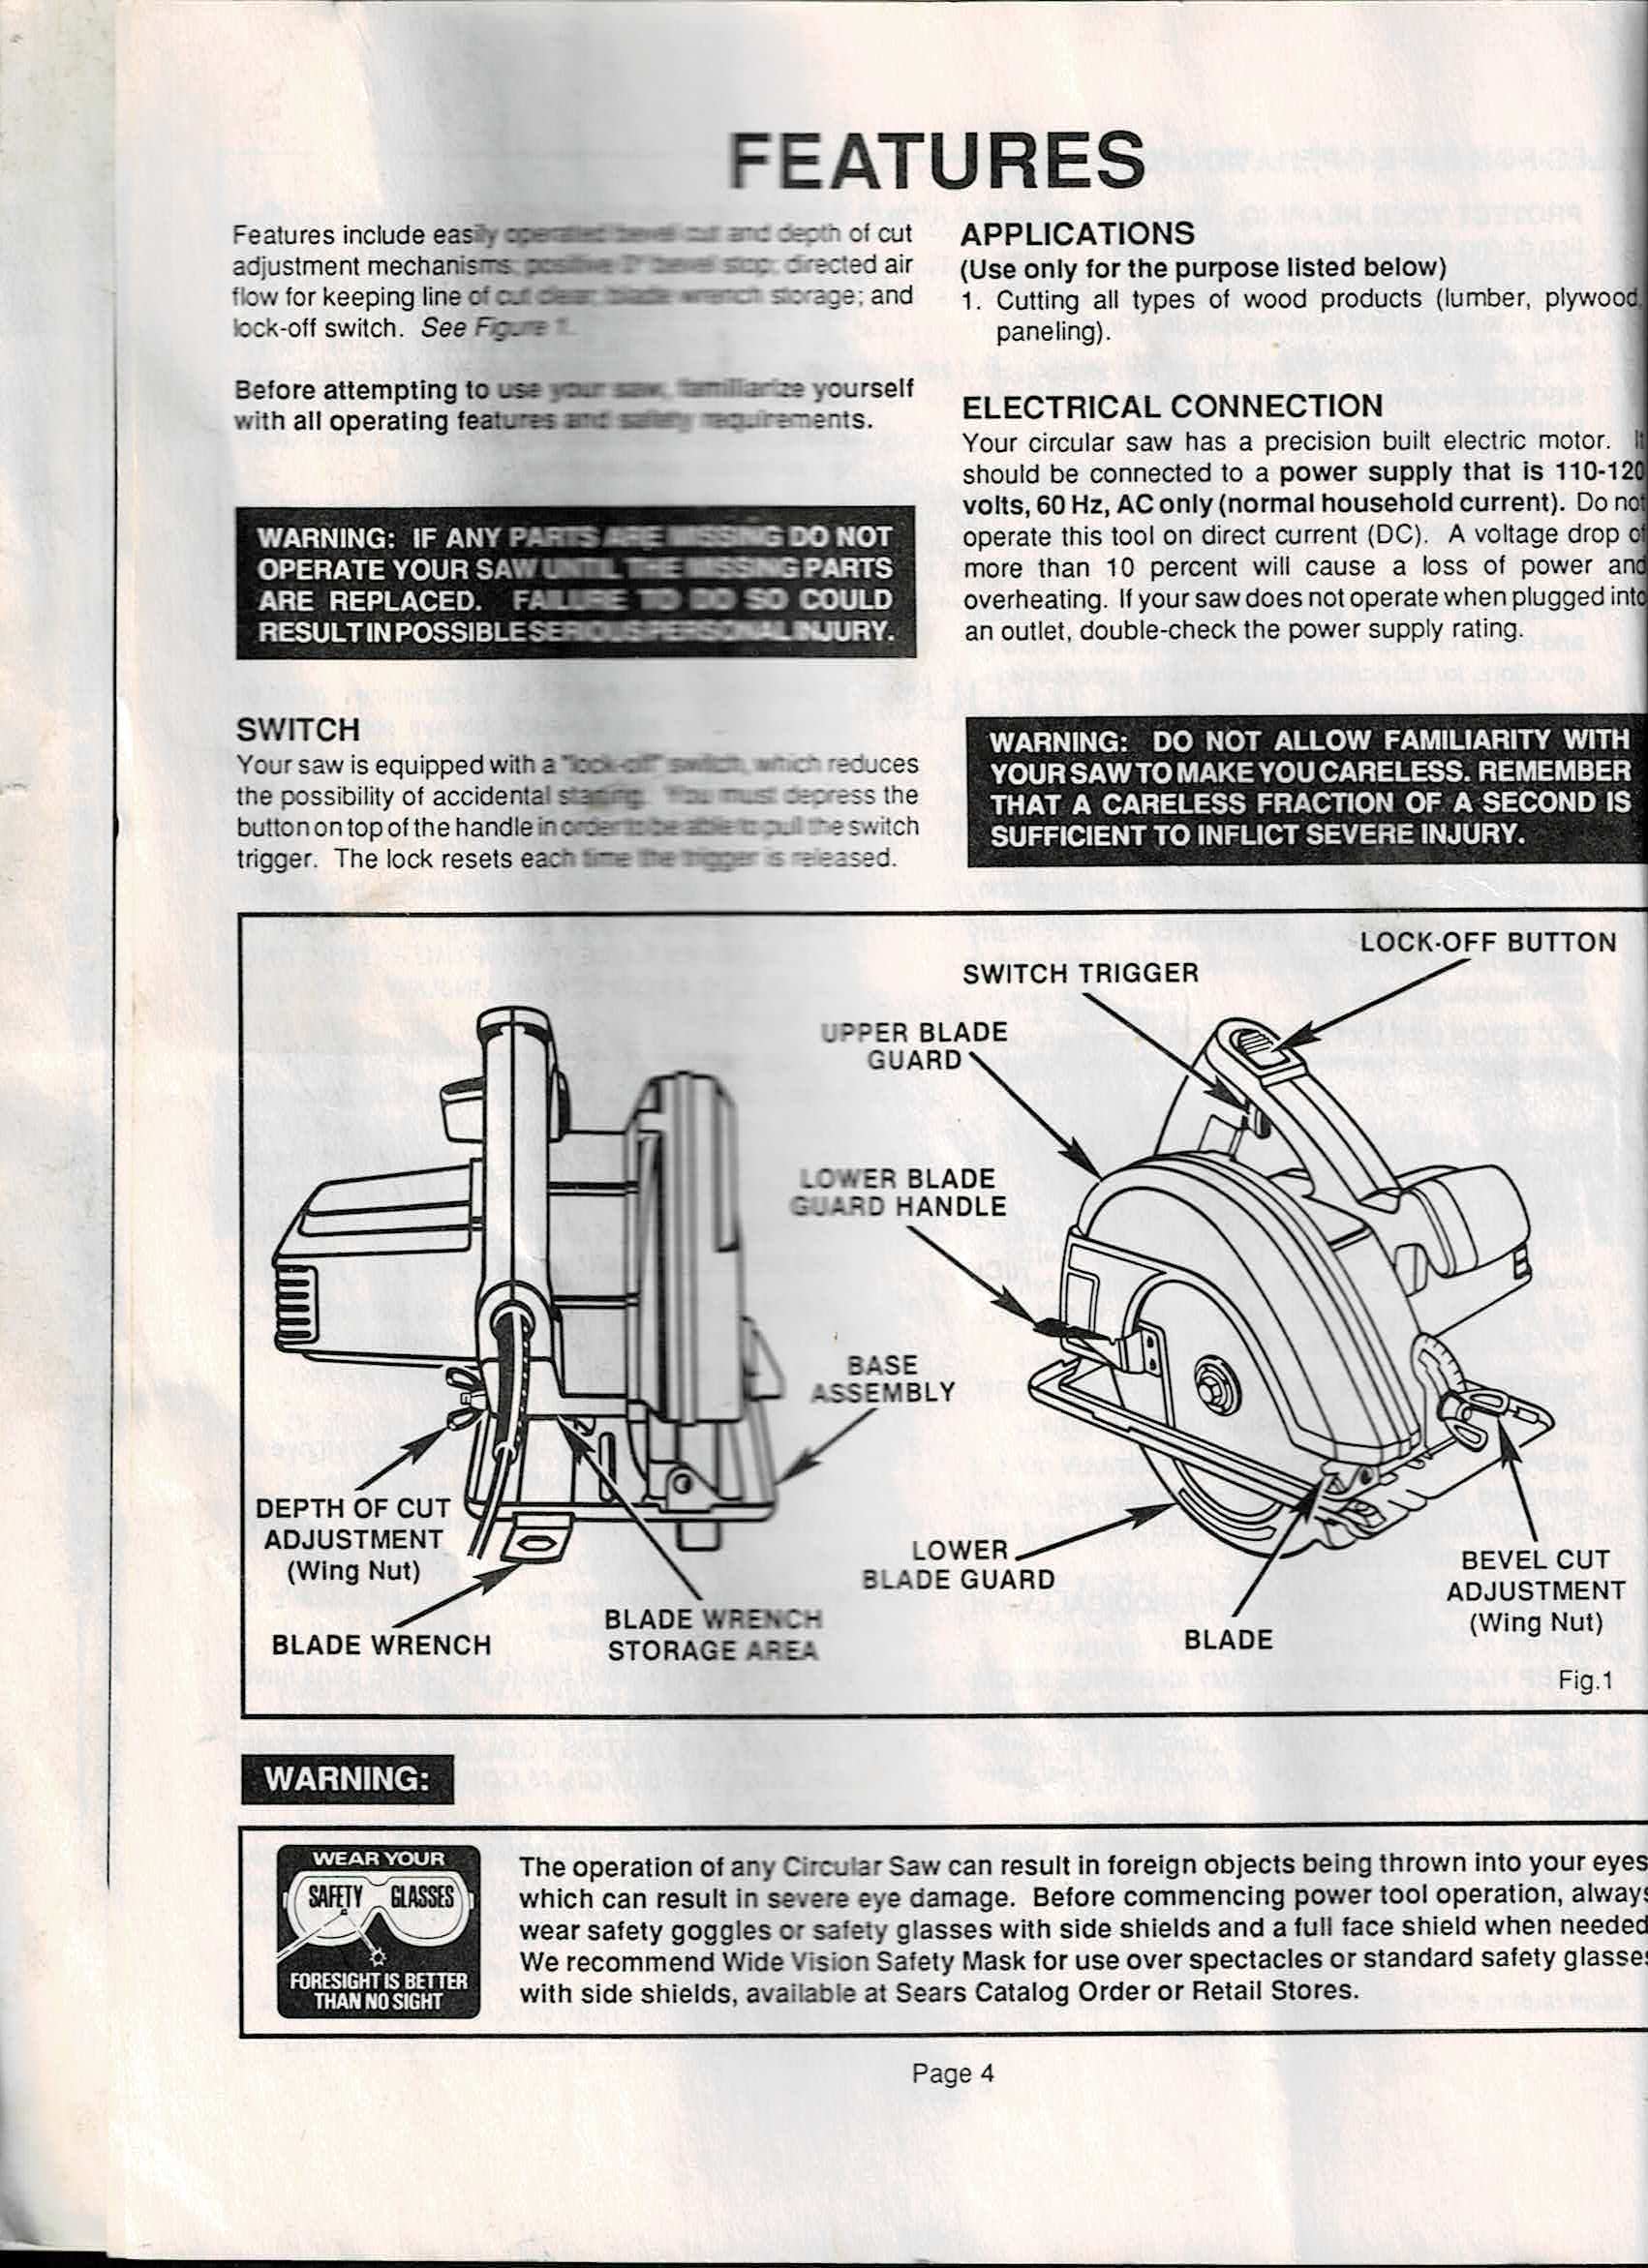 FEATURES
Features include easily operated bevel cut and depth of cut
adjustment mechanisms; positive 0° bevel stop; directed air
flow for keeping line of cut clear; blade wrench storage; and
lock-off switch. See Figure 1.
Before attempting to use your saw, familiarize yourself
with all operating features and safety requirements.
WARNING: IF ANY PARTS ARE MISSING DO NOT
OPERATE YOUR SAW UNTIL THE MISSING PARTS
ARE REPLACED. FAILURE TO DO SO COULD
RESULT IN POSSIBLE SERIOUS PERSONAL INJURY.
SWITCH
Your saw is equipped with a "lock-off" switch, which reduces
the possibility of accidental starting. You must depress the
button on top of the handle in order to be able to pull the switch
trigger. The lock resets each time the trigger is released.
APPLICATIONS
(Use only for the purpose listed below)
1. Cutting all types of wood products (lumber, plywood,
paneling).
ELECTRICAL CONNECTION
Your circular saw has a precision built electric motor. It
should be connected to a power supply that is 110-120
volts, 60 Hz, AC only (normal household current). Do not
operate this tool on direct current (DC). A voltage drop of
more than 10 percent will cause a loss of power and
overheating. If your saw does not operate when plugged into
an outlet, double-check the power supply rating.
WARNING: DO NOT ALLOW FAMILIARITY WITH
YOUR SAW TO MAKE YOU CARELESS. REMEMBER
THAT A CARELESS FRACTION OF A SECOND IS
SUFFICIENT TO INFLICT SEVERE INJURY.
LOCK-OFF BUTTON
SWITCH TRIGGER
UPPER BLADE
GUARD
LOWER BLADE
GUARD HANDLE
BASE
ASSEMBLY
DEPTH OF CUT
ADJUSTMENT
(Wing Nut)
BLADE WRENCH
BLADE WRENCH
STORAGE AREA
LOWER
BLADE GUARD
BLADE
BEVEL CUT
ADJUSTMENT
(Wing Nut)
Fig.1
WARNING:
WEAR YOUR
SAFETY GLASSES
FORESIGHT IS BETTER
THAN NO SIGHT
The operation of any Circular Saw can result in foreign objects being thrown into your eyes
which can result in severe eye damage. Before commencing power tool operation, always
wear safety goggles or safety glasses with side shields and a full face shield when needed
We recommend Wide Vision Safety Mask for use over spectacles or standard safety glasses
with side shields, available at Sears Catalog Order or Retail Stores.
Page 4